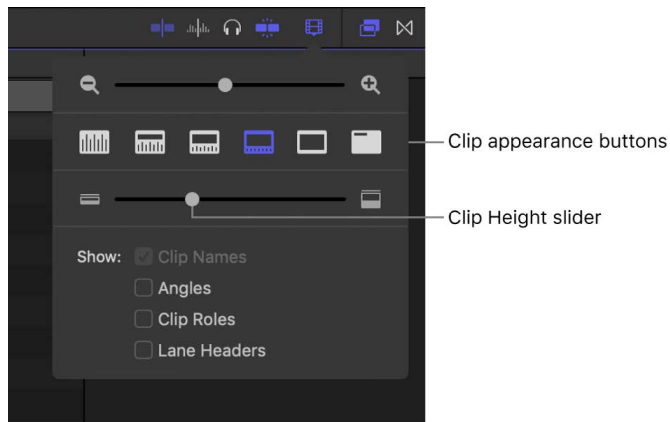 Clip appearance buttons
Clip Height slider
Show: Clip Names
Angles
Clip Roles
Lane Headers